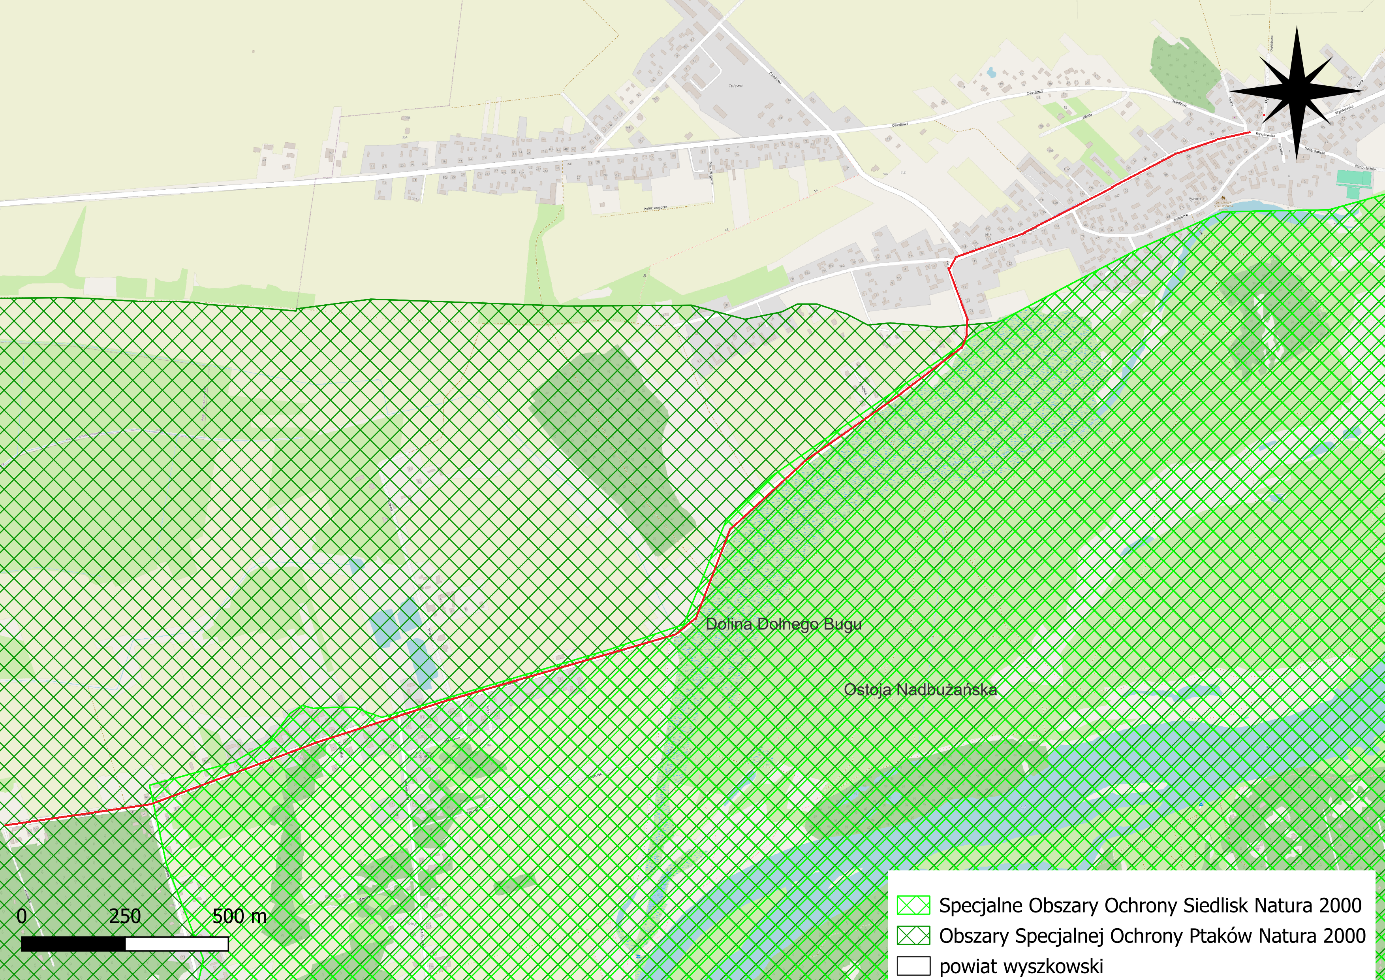 Dolina Dolnego Bugu
Ostoja Nadbużańska
0 250 500 m
Specjalne Obszary Ochrony Siedlisk Natura 2000
Obszary Specjalnej Ochrony Ptaków Natura 2000
powiat wyszkowski